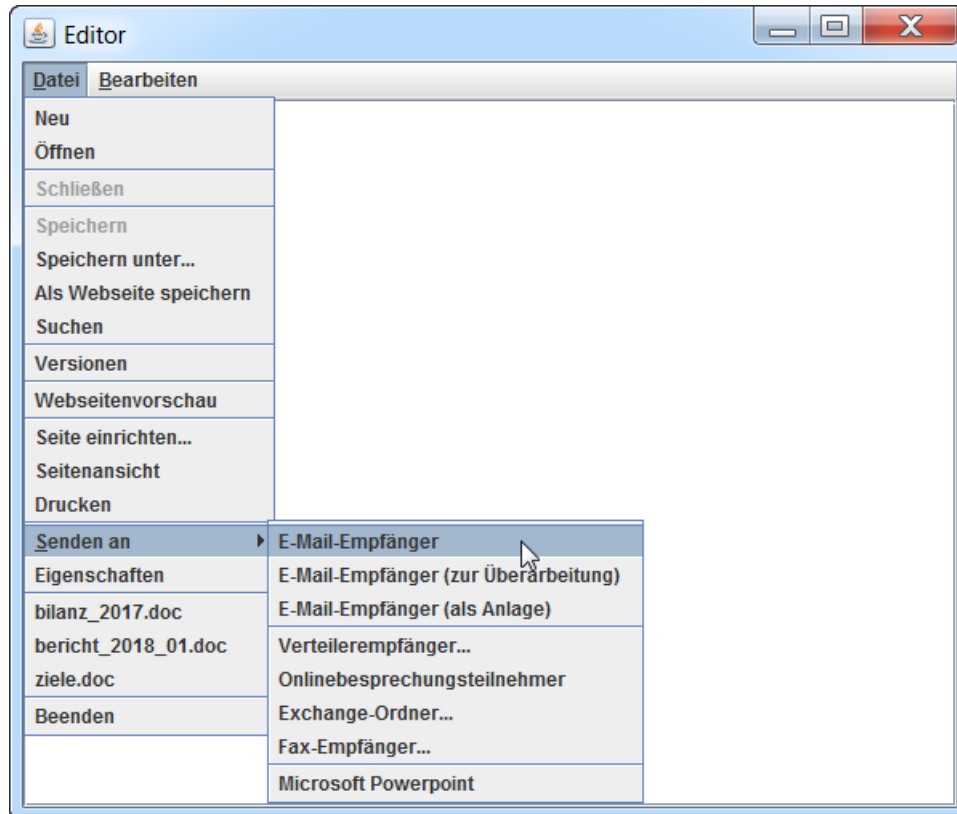 Editor
Datei Bearbeiten
Neu
Öffnen
Schließen
Speichern
Speichern unter...
Als Webseite speichern
Suchen
Versionen
Webseitenvorschau
Seite einrichten...
Seitenansicht
Drucken
Senden an
Eigenschaften
bilanz_2017.doc
bericht_2018_01.doc
ziele.doc
Beenden
E-Mail-Empfänger
E-Mail-Empfänger (zur Überarbeitung)
E-Mail-Empfänger (als Anlage)
Verteilerempfänger...
Onlinebesprechungsteilnehmer
Exchange-Ordner...
Fax-Empfänger...
Microsoft Powerpoint